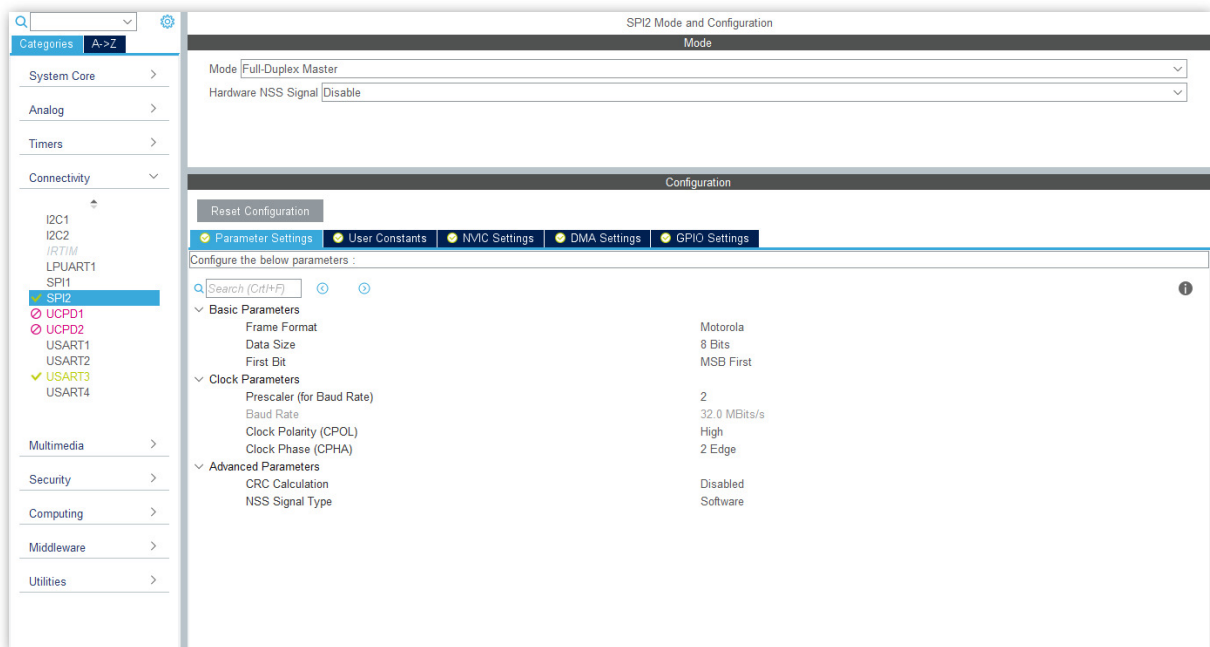 SPI2 Mode and Configuration
Categories A->Z
System Core
Analog
Timers
Connectivity
I2C1
I2C2
IRTIM
LPUART1
SPI1
SPI2
UCPD1
UCPD2
USART1
USART2
USART3
USART4
Multimedia
Security
Computing
Middleware
Utilities
Mode
Mode Full-Duplex Master
Hardware NSS Signal Disable
Configuration
Reset Configuration
Parameter Settings User Constants NVIC Settings DMA Settings GPIO Settings
Configure the below parameters :
Search (Crtl+F)
Basic Parameters
Frame Format Motorola
Data Size 8 Bits
First Bit MSB First
Clock Parameters
Prescaler (for Baud Rate) 2
Baud Rate 32.0 MBits/s
Clock Polarity (CPOL) High
Clock Phase (CPHA) 2 Edge
Advanced Parameters
CRC Calculation Disabled
NSS Signal Type Software